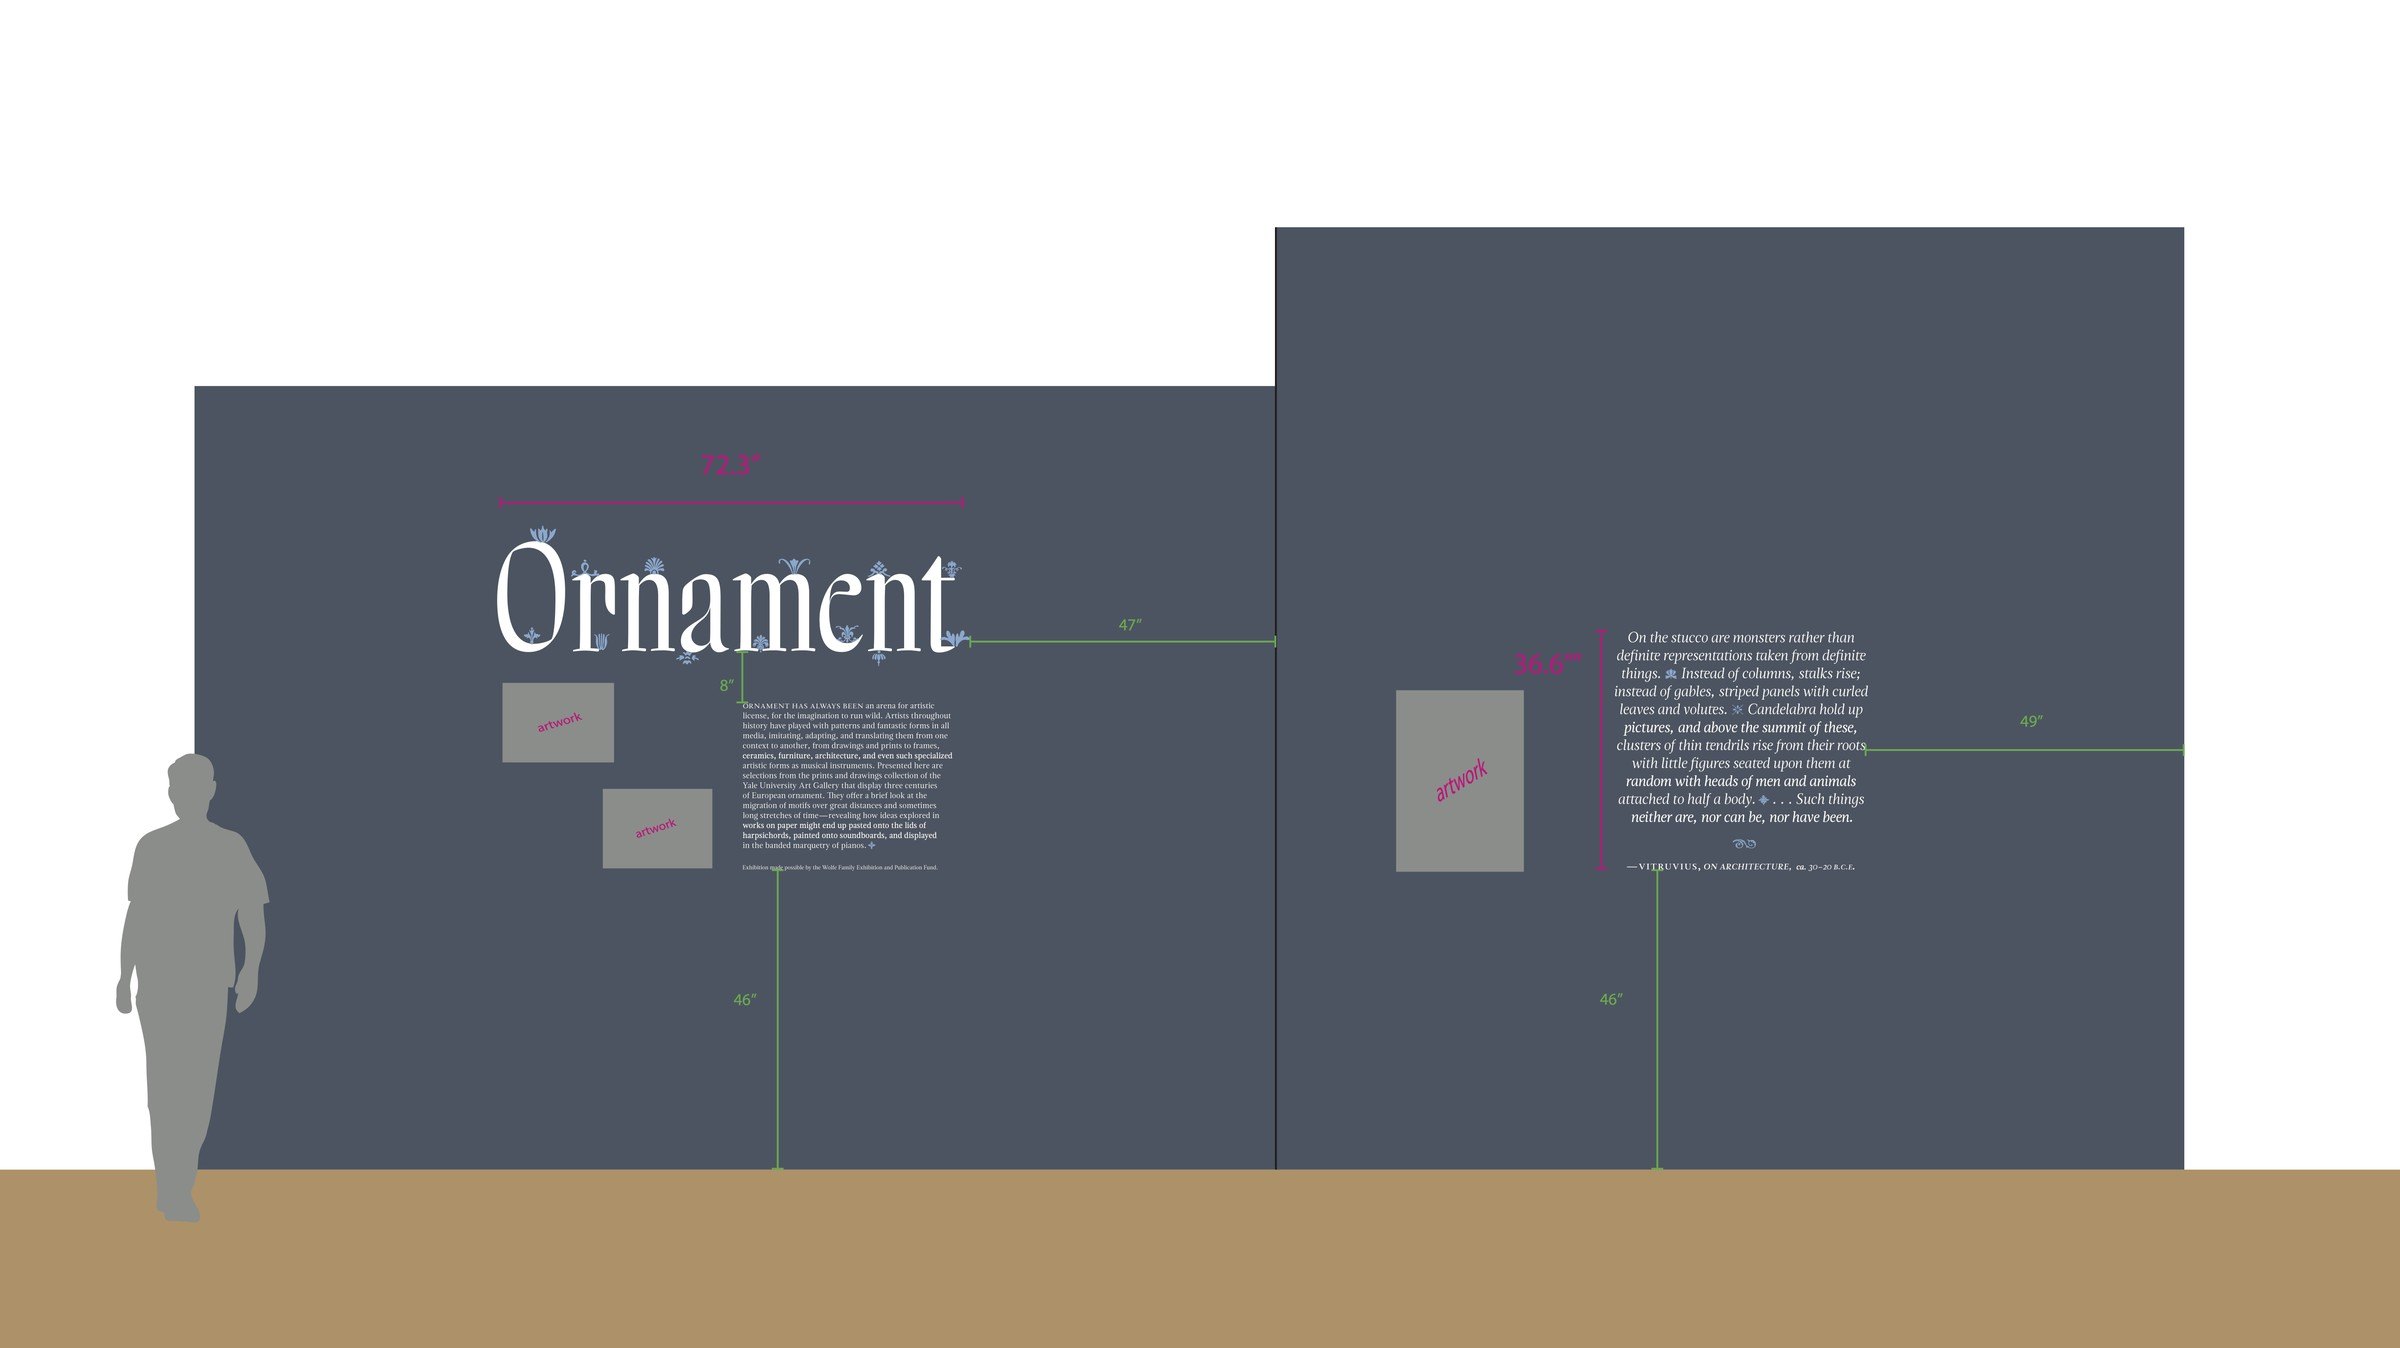 72.3”
Ornament
47”
8”
artwork
artwork
ORNAMENT HAS ALWAYS BEEN an arena for artistic
license, for the imagination to run wild. Artists throughout
history have played with patterns and fantastic forms in all
media, imitating, adapting, and translating them from one
context to another, from drawings and prints to frames,
ceramics, furniture, architecture, and even such specialized
artistic forms as musical instruments. Presented here are
selections from the prints and drawings collection of the
Yale University Art Gallery that display three centuries
of European ornament. They offer a brief look at the
migration of motifs over great distances and sometimes
long stretches of time—revealing how ideas explored in
works on paper might end up pasted onto the lids of
harpsichords, painted onto soundboards, and displayed
in the banded marquetry of pianos.
Exhibition made possible by the Wolfe Family Exhibition and Publication Fund.
46”
36.6””
artwork
On the stucco are monsters rather than
definite representations taken from definite
things. Instead of columns, stalks rise;
instead of gables, striped panels with curled
leaves and volutes. Candelabra hold up
pictures, and above the summit of these,
clusters of thin tendrils rise from their roots
with little figures seated upon them at
random with heads of men and animals
attached to half a body. . . . Such things
neither are, nor can be, nor have been.
—VITRUVIUS, ON ARCHITECTURE, ca. 30–20 B.C.E.
49”
46”